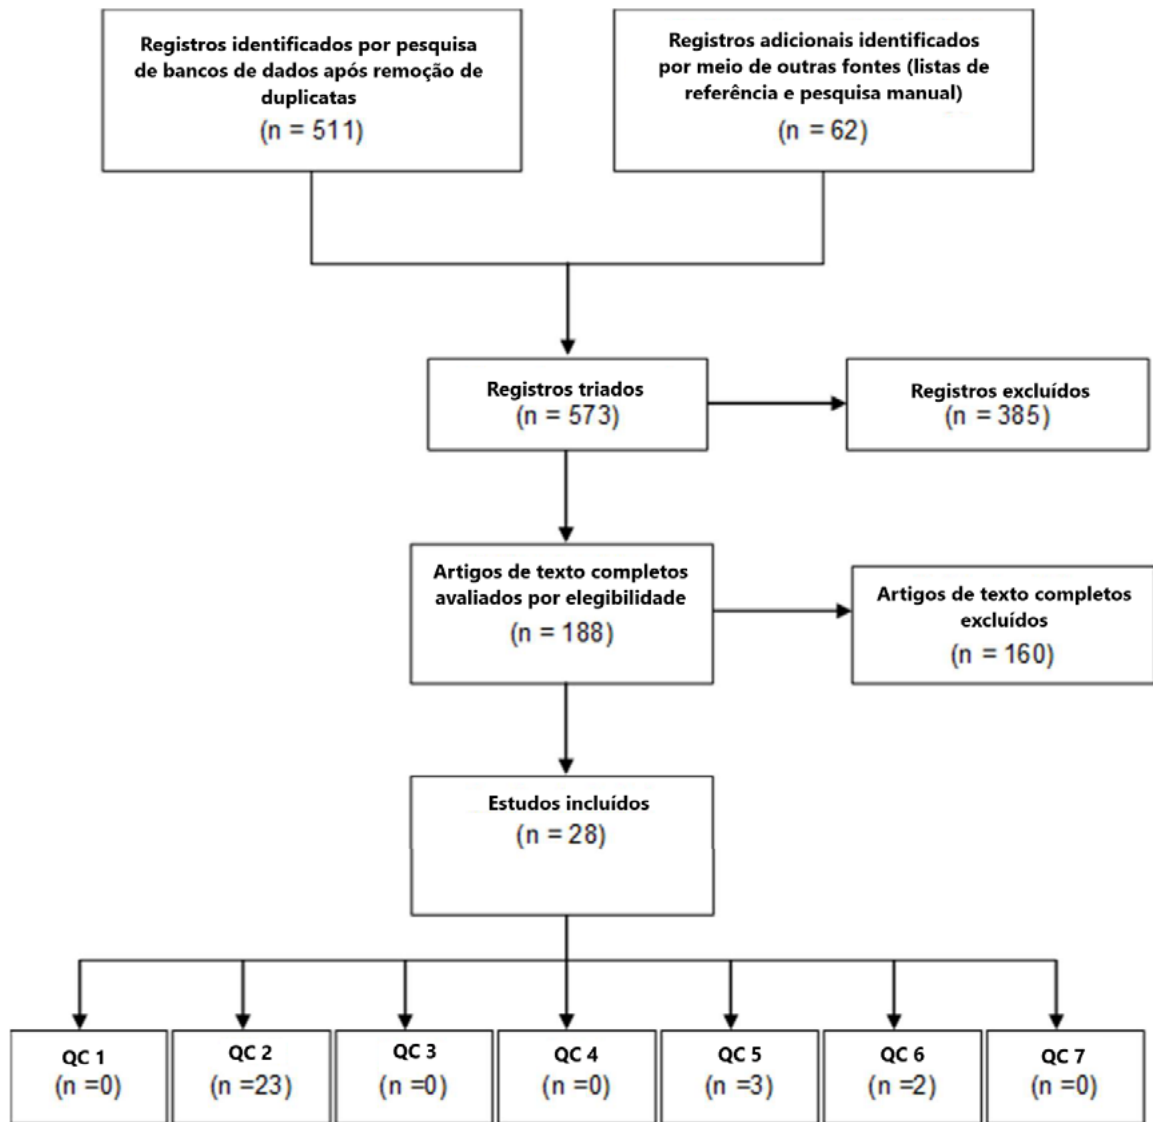 Registros identificados por pesquisa
de bancos de dados após remoção de
duplicatas
(n = 511)
Registros adicionais identificados
por meio de outras fontes (listas de
referência e pesquisa manual)
(n = 62)
Registros triados
(n = 573)
Registros excluídos
(n = 385)
Artigos de texto completos
avaliados por elegibilidade
(n = 188)
Artigos de texto completos
excluídos
(n = 160)
Estudos incluídos
(n = 28)
QC 1
(n =0)
QC 2
(n =23)
QC 3
(n =0)
QC 4
(n =0)
QC 5
(n =3)
QC 6
(n =2)
QC 7
(n =0)